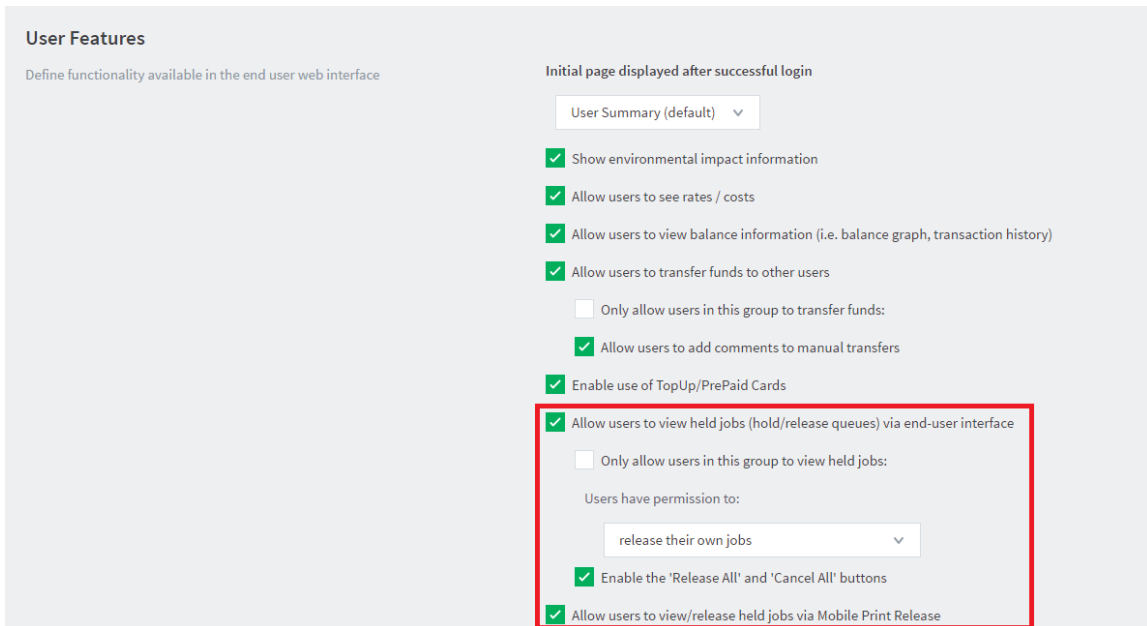 User Features
Define functionality available in the end user web interface
Initial page displayed after successful login
User Summary (default)
Show environmental impact information
Allow users to see rates / costs
Allow users to view balance information (i.e. balance graph, transaction history)
Allow users to transfer funds to other users
Only allow users in this group to transfer funds:
Allow users to add comments to manual transfers
Enable use of TopUp/PrePaid Cards
Allow users to view held jobs (hold/release queues) via end-user interface
Only allow users in this group to view held jobs:
Users have permission to:
release their own jobs
Enable the 'Release All' and 'Cancel All' buttons
Allow users to view/release held jobs via Mobile Print Release